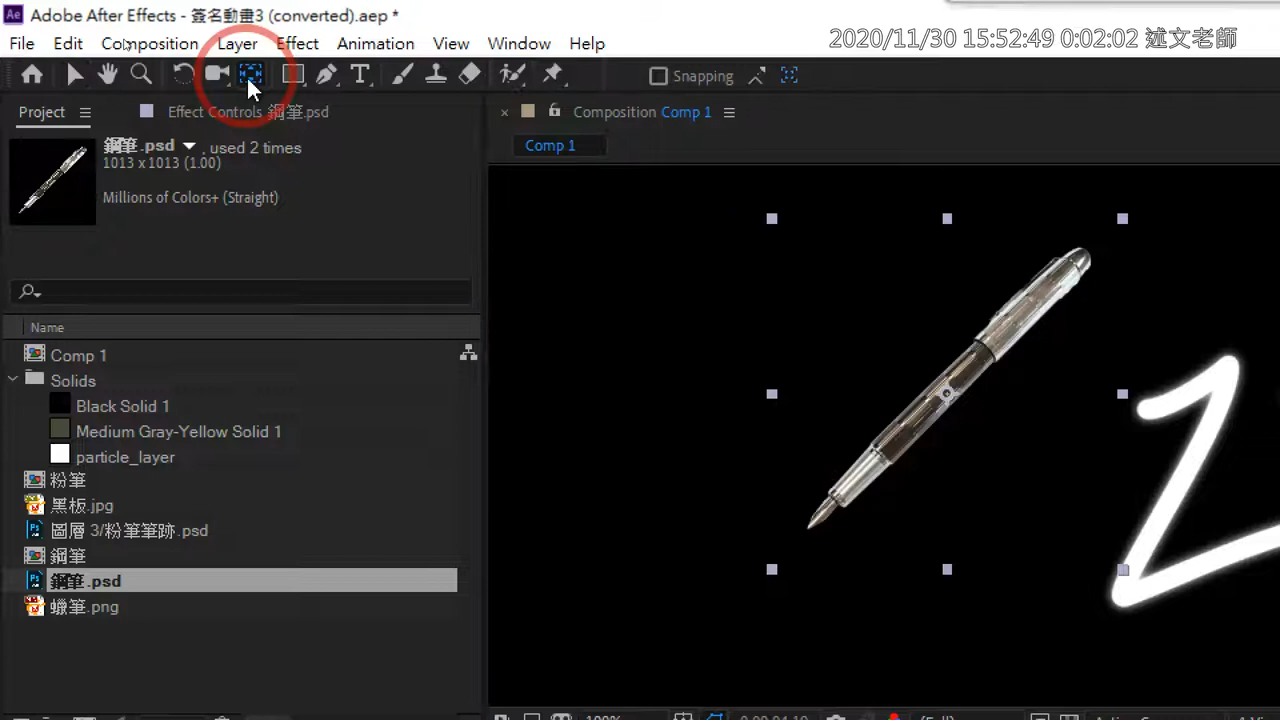 Ae Adobe After Effects - 簽名動畫3 (converted).aep *
File Edit Composition Layer Effect Animation View Window Help
2020/11/30 15:52:49 0:02:02 述文老師
T Snapping
Project Effect Controls 鋼筆.psd
Composition Comp 1
Comp 1
鋼筆.psd , used 2 times
1013 x 1013 (1.00)
Millions of Colors+ (Straight)
Name
Comp 1
Solids
Black Solid 1
Medium Gray-Yellow Solid 1
particle_layer
粉筆
黑板.jpg
圖層 3/粉筆筆跡.psd
鋼筆
鋼筆.psd
蠟筆.png